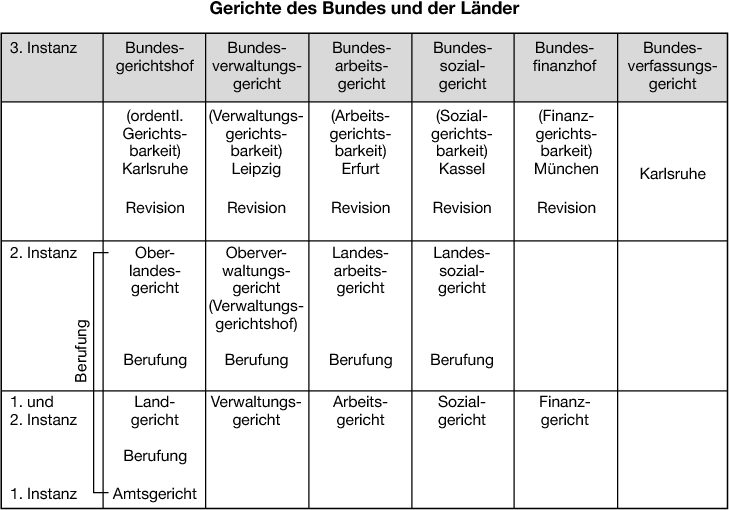 Gerichte des Bundes und der Länder
3. Instanz
Bundes-
gerichtshof
Bundes-
verwaltungs-
gericht
Bundes-
arbeits-
gericht
Bundes-
sozial-
gericht
Bundes-
finanzhof
Bundes-
verfassungs-
gericht
(ordentl.
Gerichts-
barkeit)
Karlsruhe
Revision
(Verwaltungs-
gerichts-
barkeit)
Leipzig
Revision
(Arbeits-
gerichts-
barkeit)
Erfurt
Revision
(Sozial-
gerichts-
barkeit)
Kassel
Revision
(Finanz-
gerichts-
barkeit)
München
Revision
Karlsruhe
2. Instanz
Berufung
Ober-
landes-
gericht
Berufung
Oberver-
waltungs-
gericht
(Verwaltungs-
gerichtshof)
Berufung
Landes-
arbeits-
gericht
Berufung
Landes-
sozial-
gericht
Berufung
1. und
2. Instanz
Land-
gericht
Berufung
Verwaltungs-
gericht
Arbeits-
gericht
Sozial-
gericht
Finanz-
gericht
1. Instanz
Amtsgericht